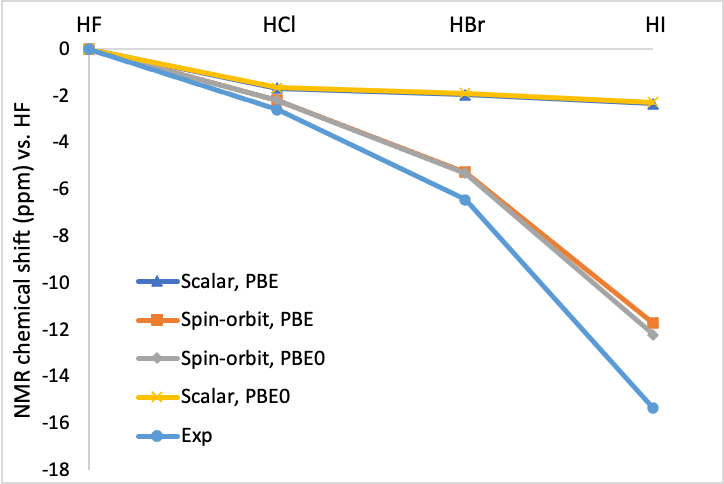 HF HCl HBr HI
0
-2
-4
-6
-8
-10
-12
-14
-16
-18
NMR chemical shift (ppm) vs. HF
Scalar, PBE
Spin-orbit, PBE
Spin-orbit, PBE0
Scalar, PBE0
Exp